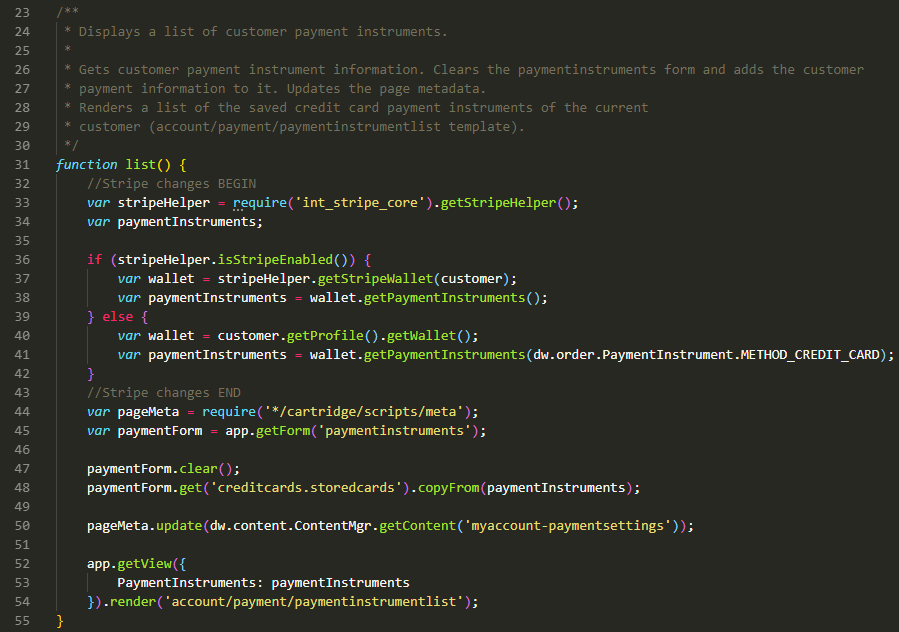 23 /**
24  * Displays a list of customer payment instruments.
25  *
26  * Gets customer payment instrument information. Clears the paymentinstruments form and adds the customer
27  * payment information to it. Updates the page metadata.
28  * Renders a list of the saved credit card payment instruments of the current
29  * customer (account/payment/paymentinstrumentlist template).
30  */
31 function list() {
32     //Stripe changes BEGIN
33     var stripeHelper = require('int_stripe_core').getStripeHelper();
34     var paymentInstruments;
35
36     if (stripeHelper.isStripeEnabled()) {
37         var wallet = stripeHelper.getStripeWallet(customer);
38         var paymentInstruments = wallet.getPaymentInstruments();
39     } else {
40         var wallet = customer.getProfile().getWallet();
41         var paymentInstruments = wallet.getPaymentInstruments(dw.order.PaymentInstrument.METHOD_CREDIT_CARD);
42     }
43     //Stripe changes END
44     var pageMeta = require('*/cartridge/scripts/meta');
45     var paymentForm = app.getForm('paymentinstruments');
46
47     paymentForm.clear();
48     paymentForm.get('creditcards.storedcards').copyFrom(paymentInstruments);
49
50     pageMeta.update(dw.content.ContentMgr.getContent('myaccount-paymentsettings'));
51
52     app.getView({
53         PaymentInstruments: paymentInstruments
54     }).render('account/payment/paymentinstrumentlist');
55 }